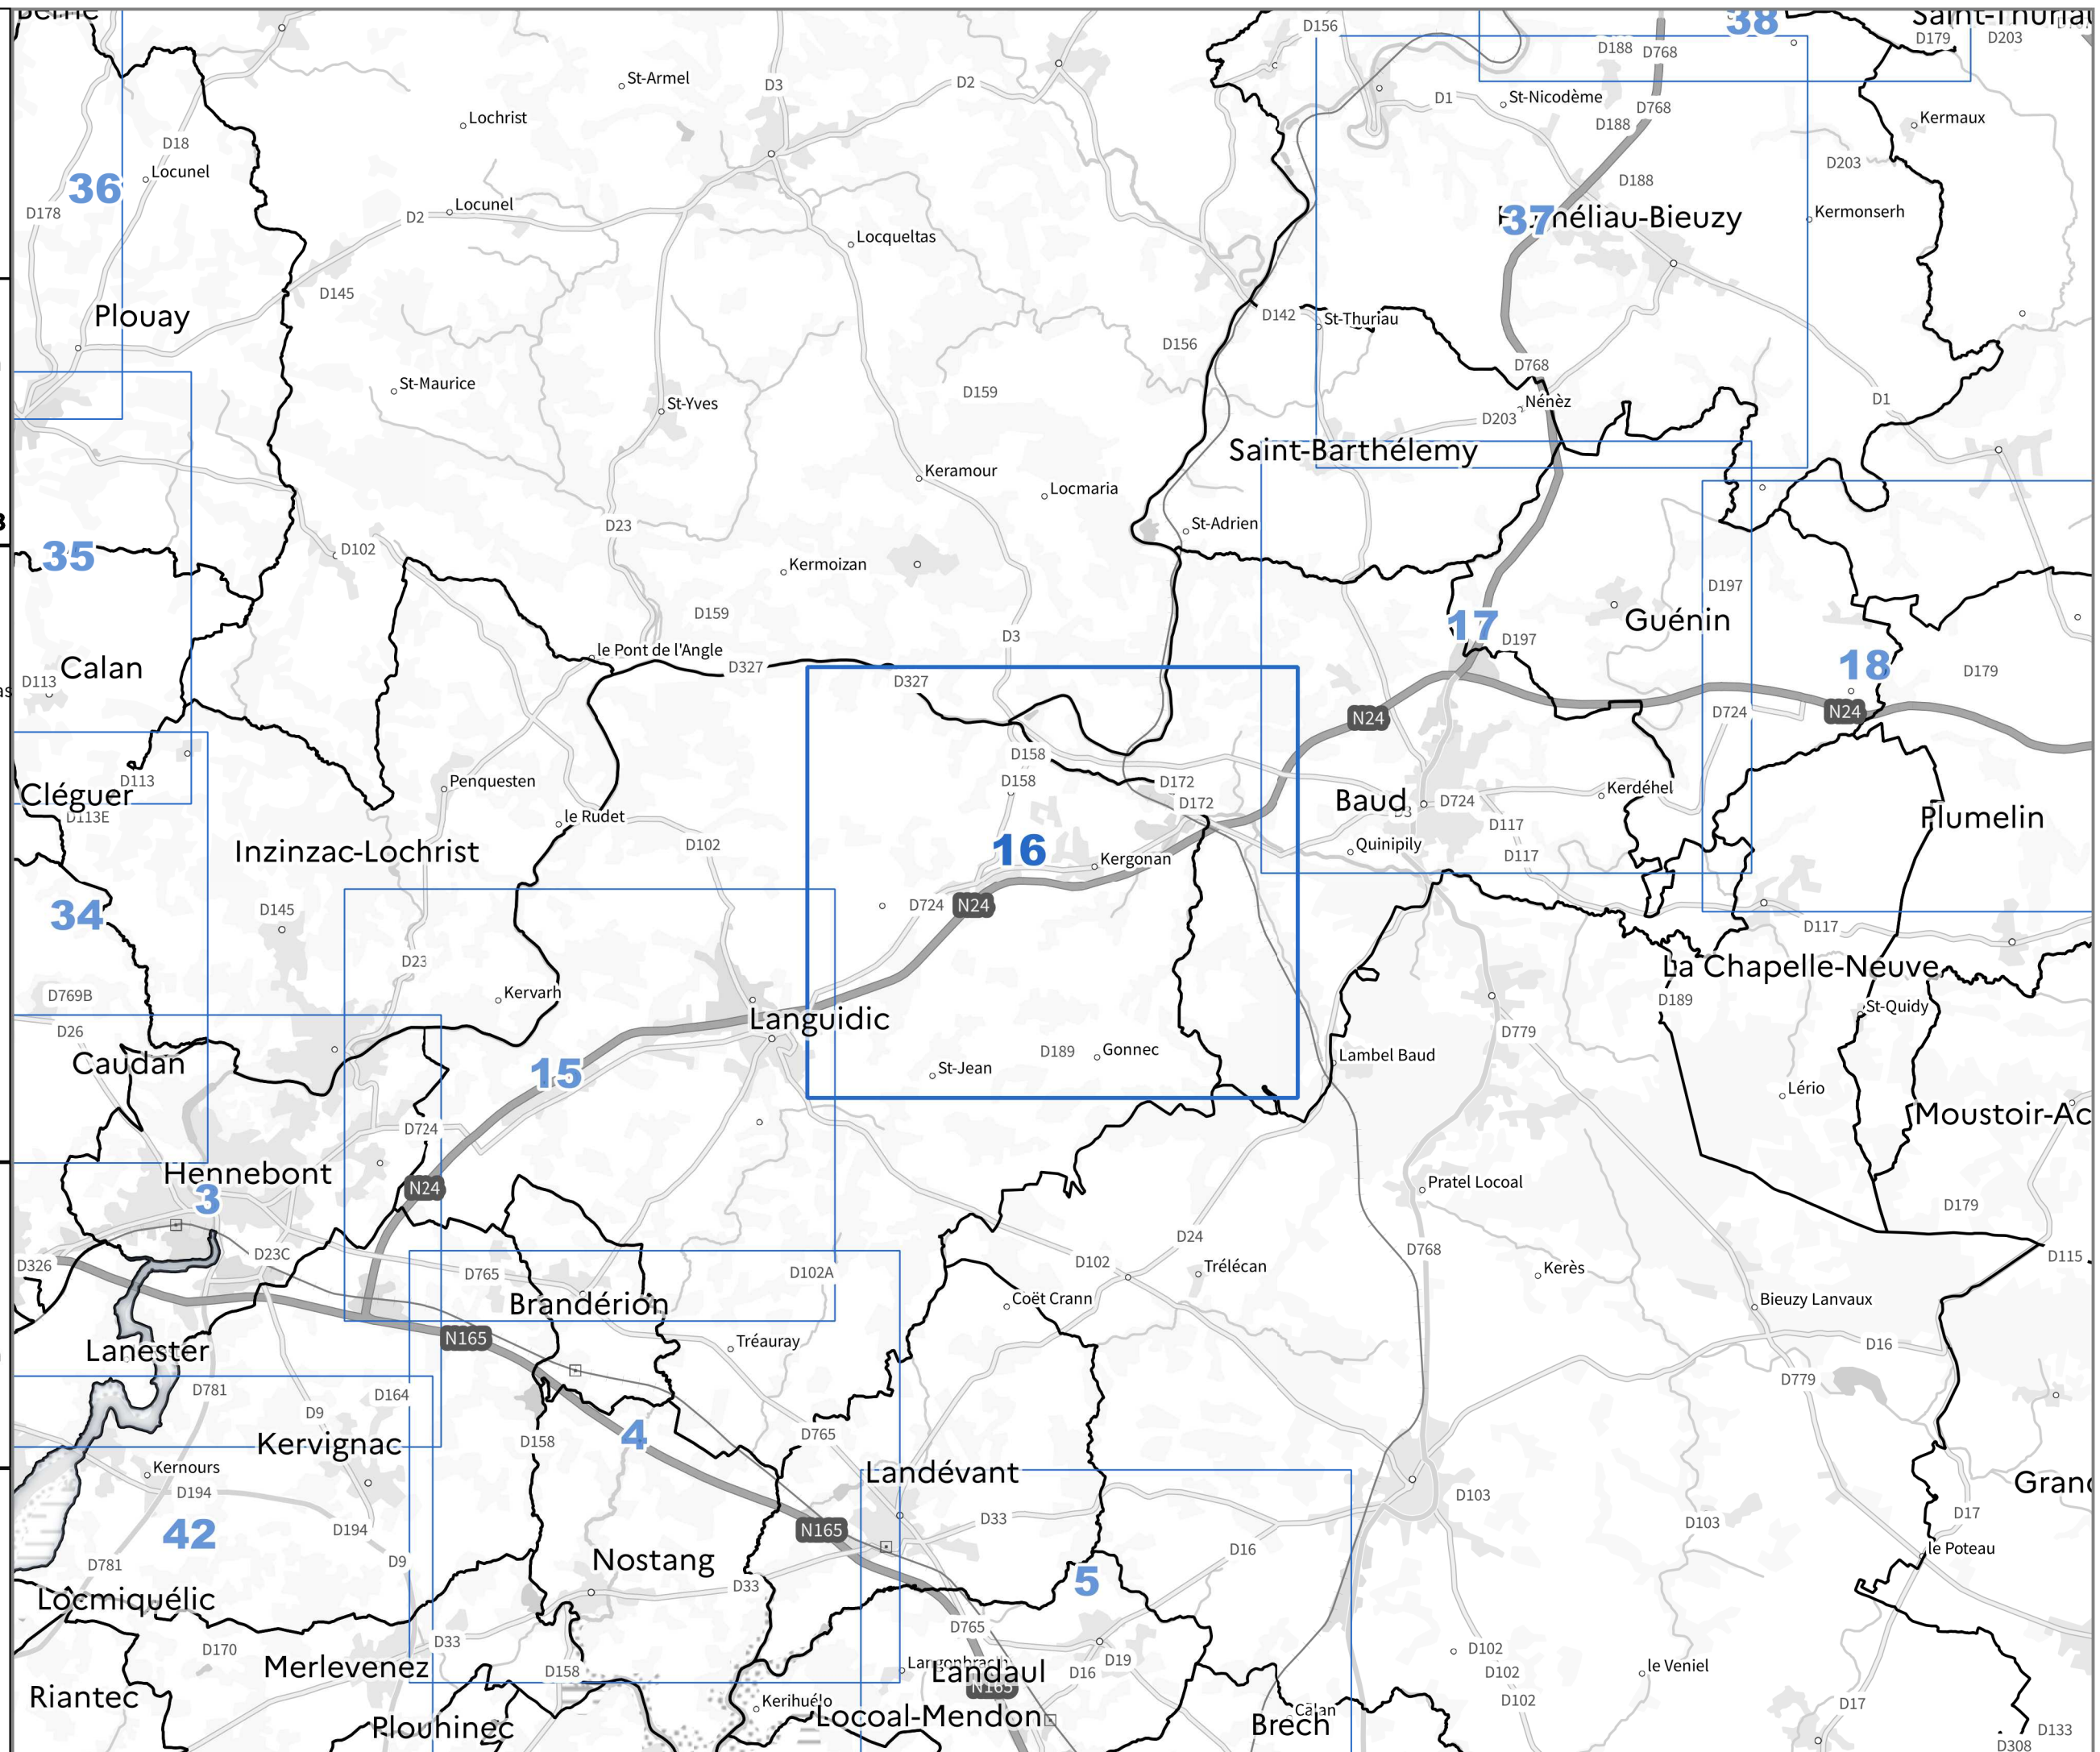 Berné
38
D156
D179
D203
D188
D768
St-Armel
D3
D2
D1
St-Nicodème
D768
Lochrist
D188
Kermaux
D18
D203
Locunel
36
D188
D178
Locunel
D2
37
néliau-Bieuzy
Kermonserh
Locqueltas
D145
Plouay
D142
St-Thuriau
D156
D768
St-Maurice
D159
St-Yves
Nénèz
D1
D203
Saint-Barthélemy
Keramour
Locmaria
D23
St-Adrien
35
D102
Kermoizan
D197
D159
Guénin
17
D3
D197
le Pont de l'Angle
Calan
D327
18
D179
D113
D327
N24
D724
N24
D158
Penquesten
D158
D172
D113
Cléguer
D172
Kerdéhel
Baud
D724
D3
D113E
le Rudet
Plumelin
D117
Inzinzac-Lochrist
D102
16
Quinipily
Kergonan
D117
34
D145
D724
N24
D117
D23
La Chapelle-Neuve
D769B
Kervarh
D189
St-Quidy
Languidic
D26
D779
Caudan
15
D189
Gonnec
Lambel Baud
St-Jean
Lério
Moustoir-Ac
D724
Hennebont
N24
Pratel Locoal
3
D179
D24
D23C
D768
D326
D765
D102A
D102
Trélécan
Kerès
D115
Brandérion
Coët Crann
Bieuzy Lanvaux
N165
Tréauray
D16
Lanester
D779
D781
D164
D9
4
D765
Kervignac
D158
Kernours
Landévant
Grand
D194
D103
D17
42
D194
N165
D33
D103
D9
D16
le Poteau
D781
Nostang
5
D33
Locmiquélic
D765
D33
D170
D102
Merlevenez
D158
Landaul
D16
D19
D102
le Veniel
N165
Riantec
Kerihuélo
D102
D17
Plouhinec
Locoal-Mendon
Calan
Brech
D133
D308